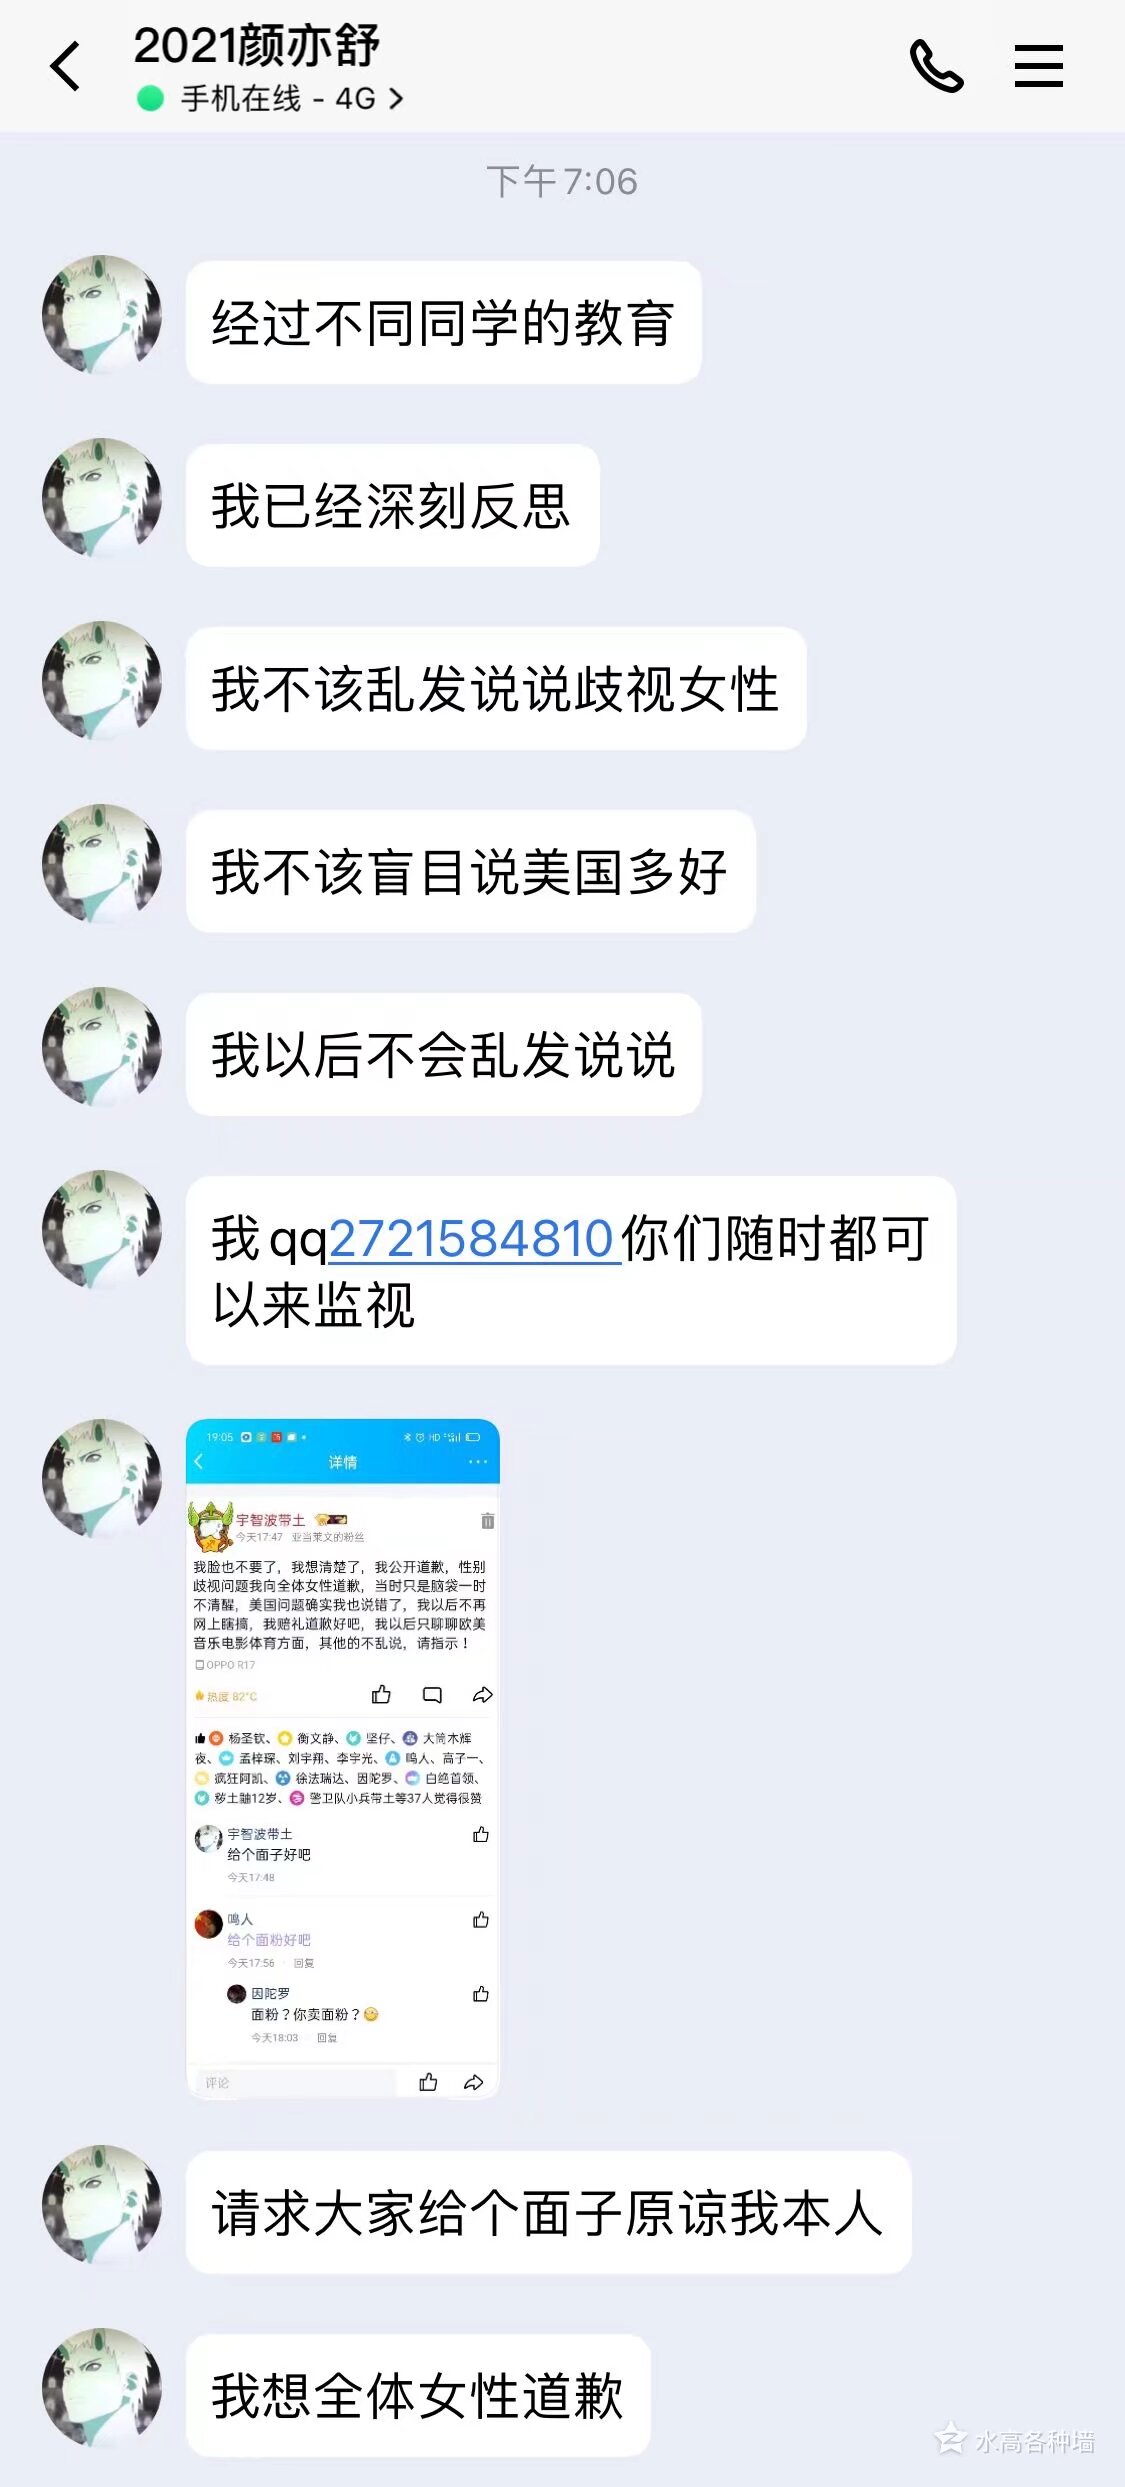 2021颜亦舒
手机在线 - 4G
下午7:06
经过不同同学的教育
我已经深刻反思
我不该乱发说说歧视女性
我不该盲目说美国多好
我以后不会乱发说说
我qq2721584810你们随时都可
以来监视
19:05
详情
宇智波带土
今天17:47 亚当莱文的粉丝
我脸也不要了，我想清楚了，我公开道歉，性别
歧视问题我向全体女性道歉，当时只是脑袋一时
不清醒，美国问题确实我也说错了，我以后不再
网上瞎搞，我赔礼道歉好吧，我以后只聊聊欧美
音乐电影体育方面，其他的不乱说，请指示！
OPPO R17
热度 82°C
杨圣钦、衡文静、坚仔、大筒木辉
夜、孟梓琛、刘宇翔、李宇光、鸣人、高子一、
疯狂阿凯、徐法瑞达、因陀罗、白绝首领、
秽土鼬12岁、警卫队小兵带土等37人觉得很赞
宇智波带土
给个面子好吧
今天17:48
鸣人
给个面粉好吧
今天17:56 回复
因陀罗
面粉？你卖面粉？
今天18:03 回复
评论
请求大家给个面子原谅我本人
我想全体女性道歉
水高各种墙